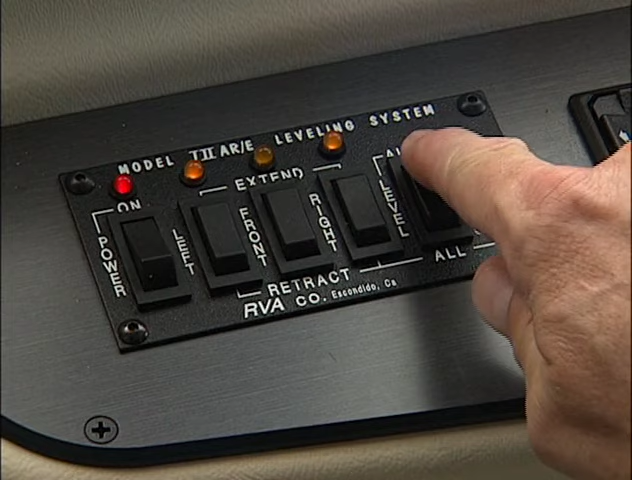 MODEL TII AR/E LEVELING SYSTEM
ON
EXTEND
POWER
LEFT
FRONT
RIGHT
LEVEL
ALL
RETRACT
RVA CO. Escondido, Ca